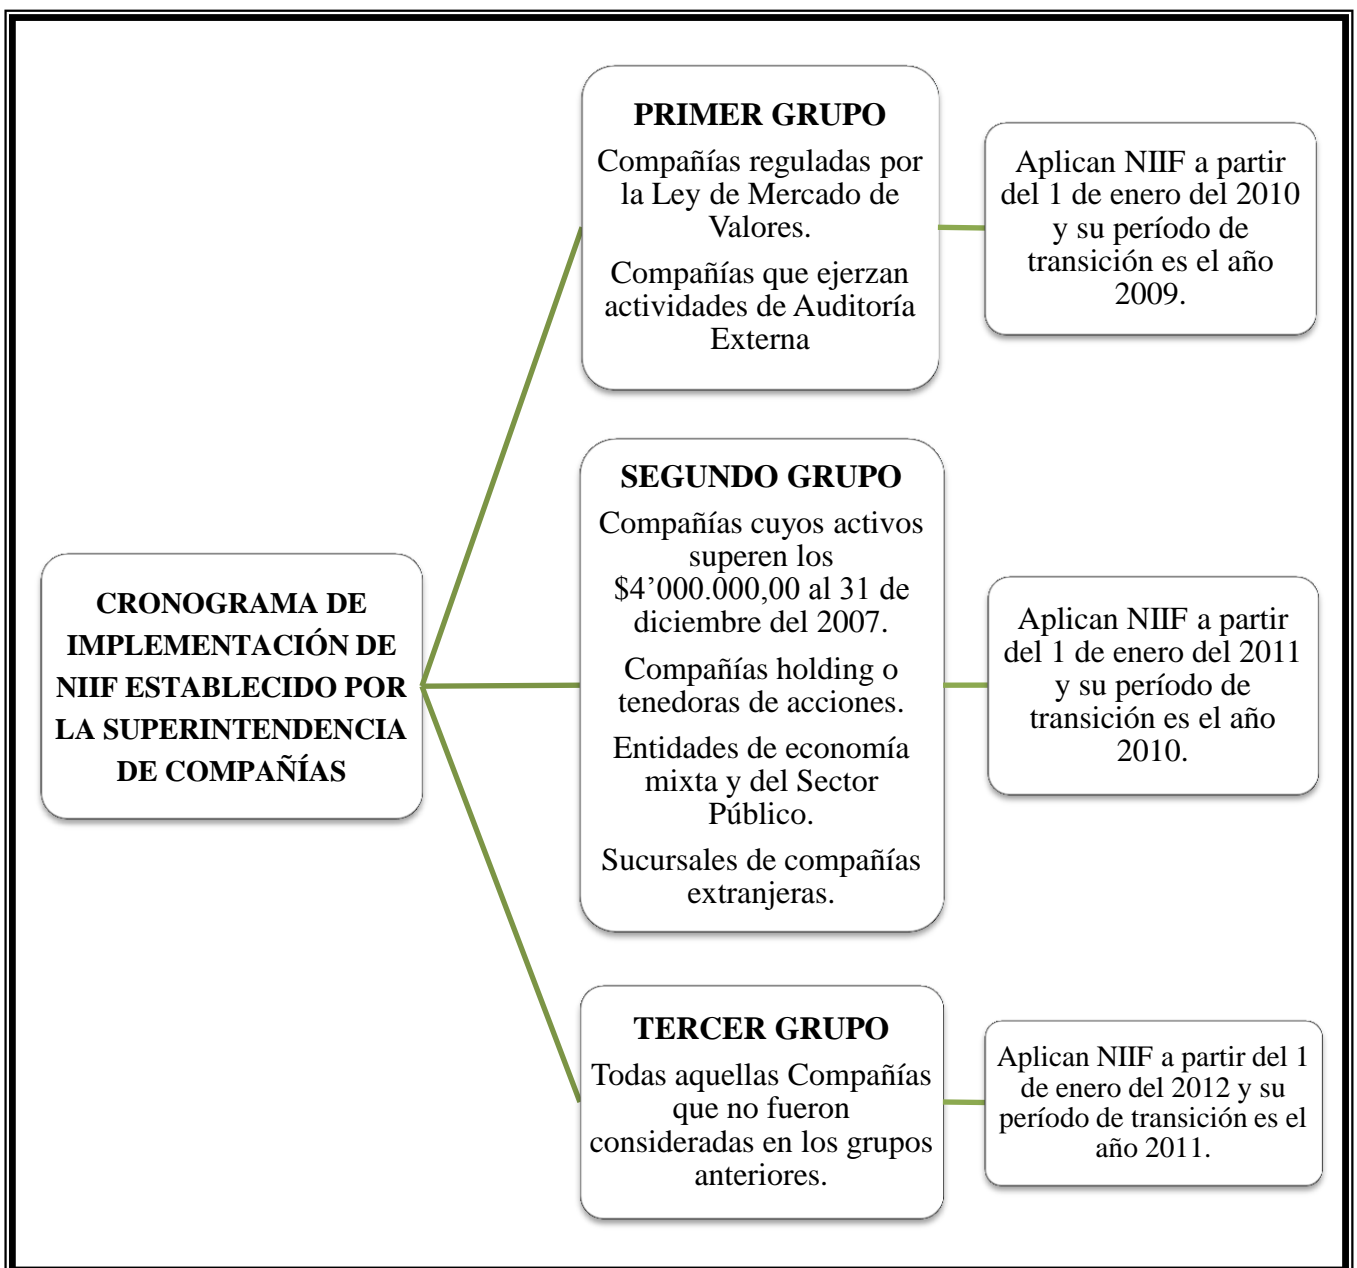 CRONOGRAMA DE
IMPLEMENTACIÓN DE
NIIF ESTABLECIDO POR
LA SUPERINTENDENCIA
DE COMPAÑÍAS
PRIMER GRUPO
Compañías reguladas por
la Ley de Mercado de
Valores.
Compañías que ejerzan
actividades de Auditoría
Externa
Aplican NIIF a partir
del 1 de enero del 2010
y su período de
transición es el año
2009.
SEGUNDO GRUPO
Compañías cuyos activos
superen los
$4’000.000,00 al 31 de
diciembre del 2007.
Compañías holding o
tenedoras de acciones.
Entidades de economía
mixta y del Sector
Público.
Sucursales de compañías
extranjeras.
Aplican NIIF a partir
del 1 de enero del 2011
y su período de
transición es el año
2010.
TERCER GRUPO
Todas aquellas Compañías
que no fueron
consideradas en los grupos
anteriores.
Aplican NIIF a partir del 1
de enero del 2012 y su
período de transición es el
año 2011.